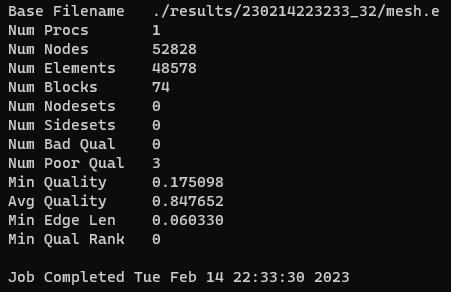 Base Filename   ./results/230214223233_32/mesh.e
Num Procs       1
Num Nodes       52828
Num Elements    48578
Num Blocks      74
Num Nodesets    0
Num Sidesets    0
Num Bad Qual    0
Num Poor Qual   3
Min Quality     0.175098
Avg Quality     0.847652
Min Edge Len    0.060330
Min Qual Rank   0
Job Completed Tue Feb 14 22:33:30 2023